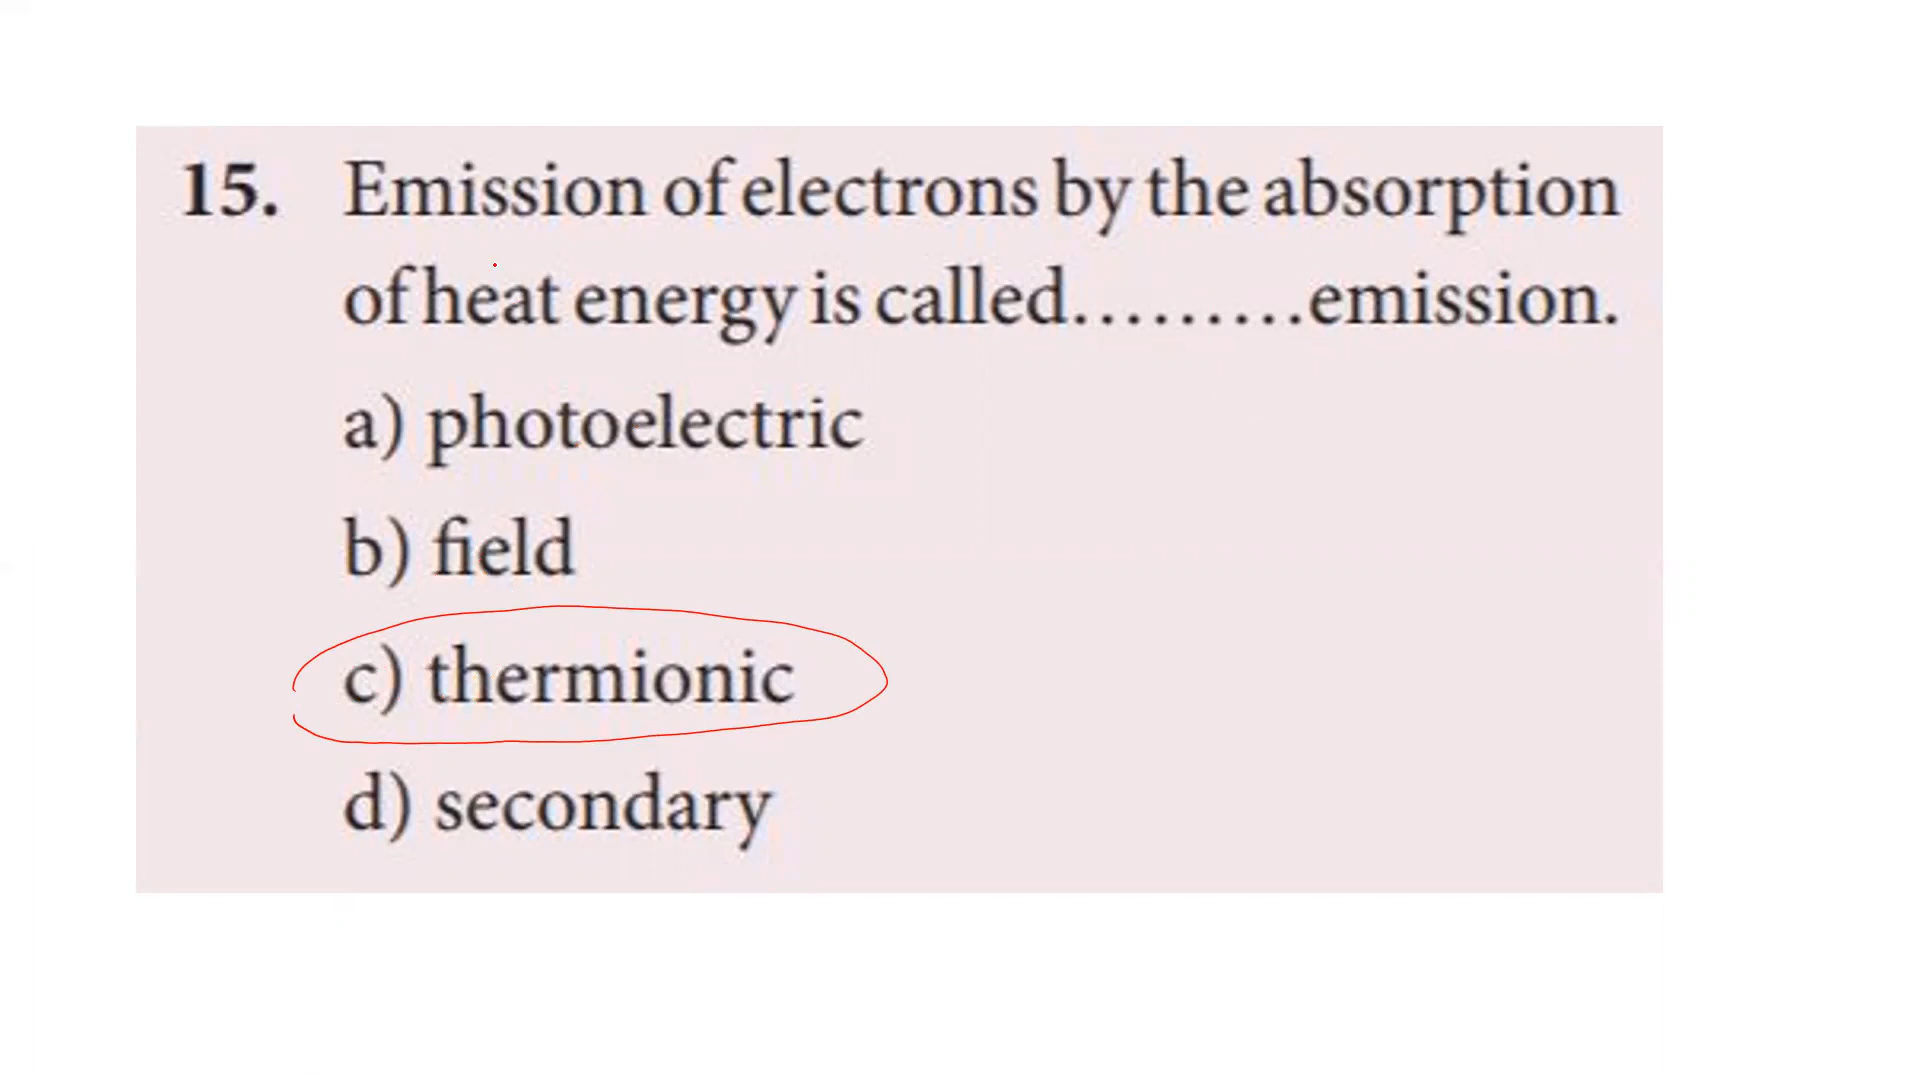 15. Emission of electrons by the absorption
of heat energy is called.........emission.
a) photoelectric
b) field
c) thermionic
d) secondary